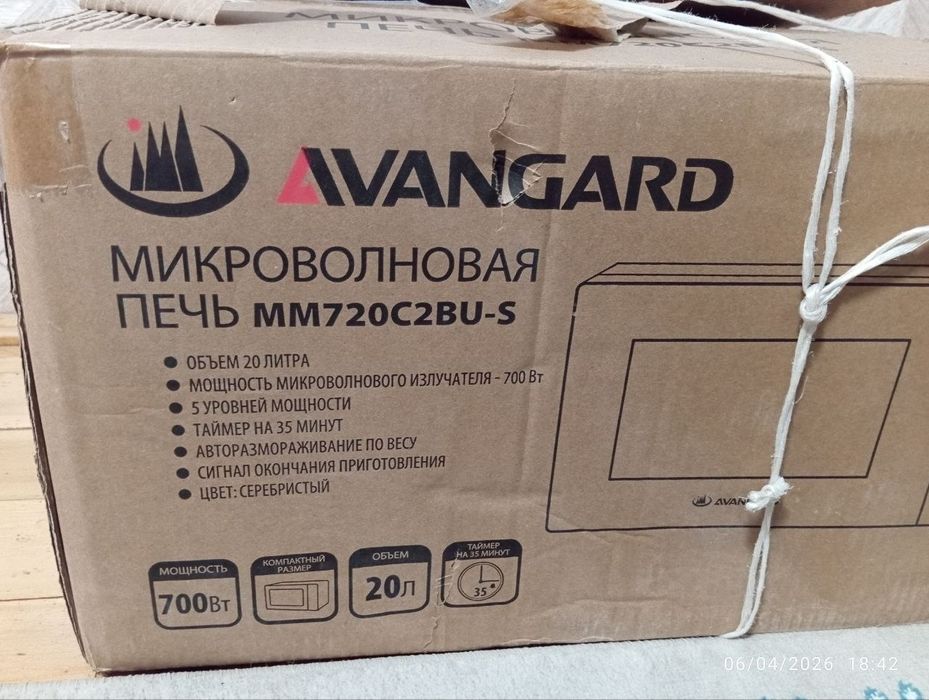 МИКРОВОЛНОВАЯ
ПЕЧЬ
AVANGARD
МИКРОВОЛНОВАЯ
ПЕЧЬ MM720C2BU-S
● ОБЪЕМ 20 ЛИТРА
● МОЩНОСТЬ МИКРОВОЛНОВОГО ИЗЛУЧАТЕЛЯ - 700 Вт
● 5 УРОВНЕЙ МОЩНОСТИ
● ТАЙМЕР НА 35 МИНУТ
● АВТОРАЗМОРАЖИВАНИЕ ПО ВЕСУ
● СИГНАЛ ОКОНЧАНИЯ ПРИГОТОВЛЕНИЯ
● ЦВЕТ: СЕРЕБРИСТЫЙ
МОЩНОСТЬ
700Вт
КОМПАКТНЫЙ
РАЗМЕР
ОБЪЕМ
20л
ТАЙМЕР
НА 35 МИНУТ
35
06/04/2026 18:42